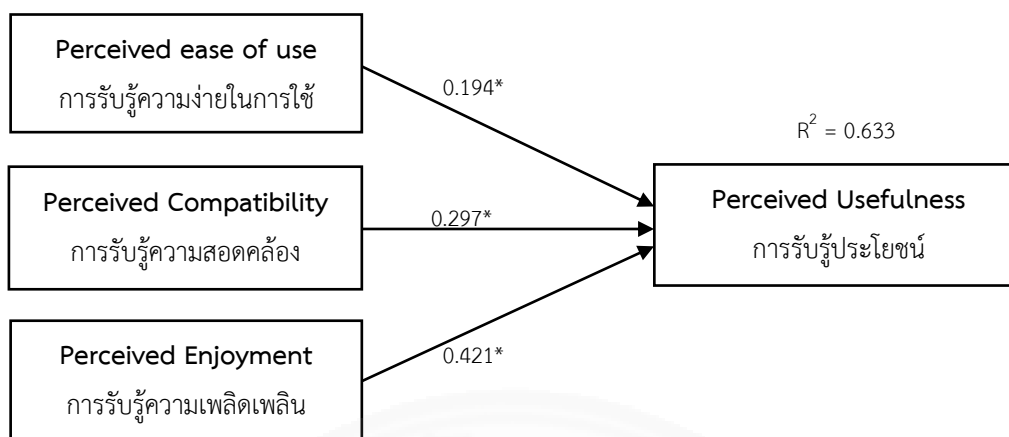 Perceived ease of use
การรับรู้ความง่ายในการใช้
0.194*
R² = 0.633
Perceived Compatibility
การรับรู้ความสอดคล้อง
0.297*
Perceived Usefulness
การรับรู้ประโยชน์
Perceived Enjoyment
การรับรู้ความเพลิดเพลิน
0.421*